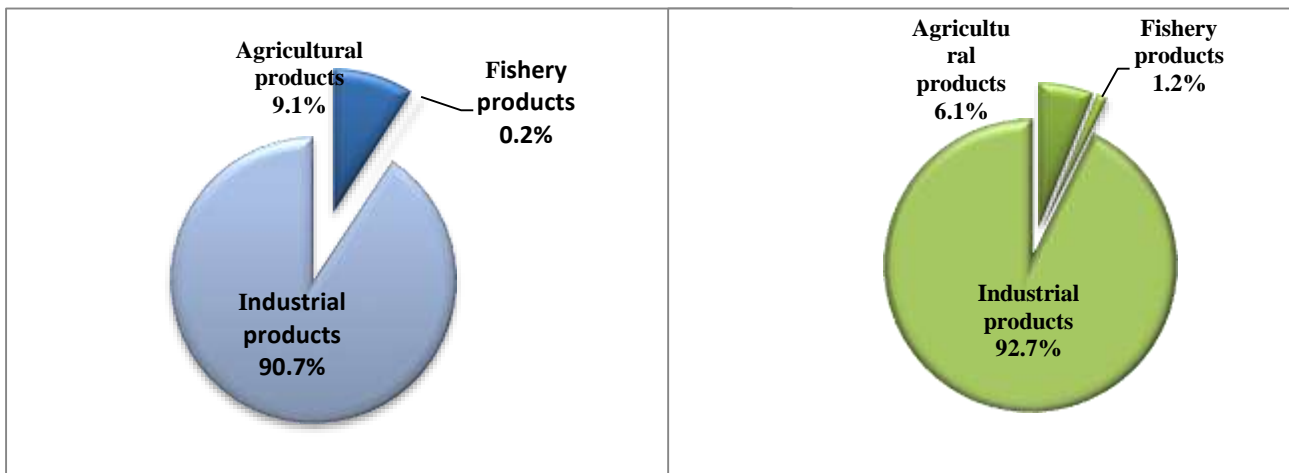 Agricultural
products
9.1%
Fishery
products
0.2%
Industrial
products
90.7%
Agricultu
ral
products
6.1%
Fishery
products
1.2%
Industrial
products
92.7%